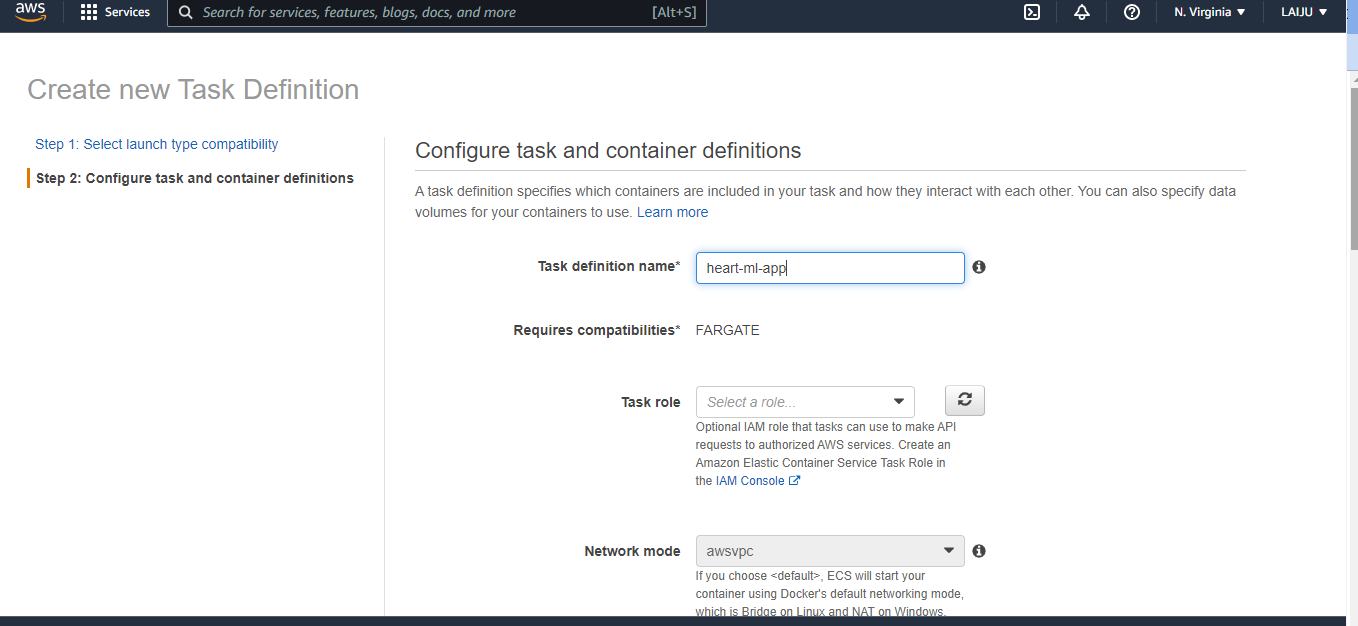 aws
Services
Search for services, features, blogs, docs, and more
[Alt+S]
N. Virginia
LAIJU
Create new Task Definition
Step 1: Select launch type compatibility
Step 2: Configure task and container definitions
Configure task and container definitions
A task definition specifies which containers are included in your task and how they interact with each other. You can also specify data
volumes for your containers to use. Learn more
Task definition name*
heart-ml-app
Requires compatibilities*
FARGATE
Task role
Select a role...
Optional IAM role that tasks can use to make API
requests to authorized AWS services. Create an
Amazon Elastic Container Service Task Role in
the IAM Console
Network mode
awsvpc
If you choose <default>, ECS will start your
container using Docker's default networking mode,
which is Bridge on Linux and NAT on Windows.